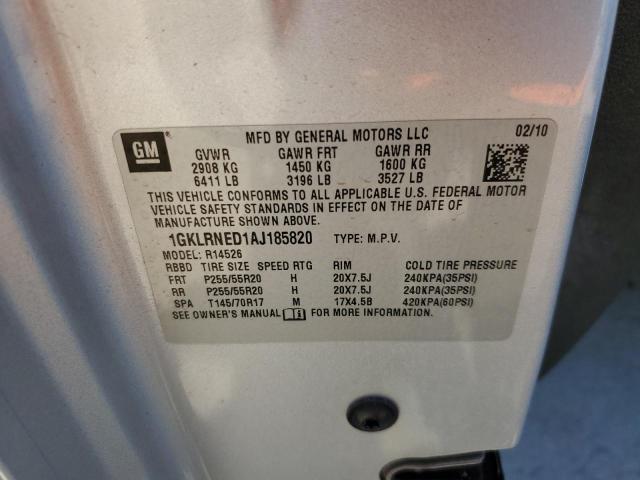 GM MFD BY GENERAL MOTORS LLC 02/10
GVWR GAWR FRT GAWR RR
2908 KG 1450 KG 1600 KG
6411 LB 3196 LB 3527 LB
THIS VEHICLE CONFORMS TO ALL APPLICABLE U.S. FEDERAL MOTOR
VEHICLE SAFETY STANDARDS IN EFFECT ON THE DATE OF
MANUFACTURE SHOWN ABOVE.
1GKLRNED1AJ185820 TYPE: M.P.V.
MODEL: R14526
RBBD TIRE SIZE SPEED RTG RIM COLD TIRE PRESSURE
FRT P255/55R20 H 20X7.5J 240KPA(35PSI)
RR P255/55R20 H 20X7.5J 240KPA(35PSI)
SPA T145/70R17 M 17X4.5B 420KPA(60PSI)
SEE OWNER'S MANUAL FOR MORE INFORMATION.